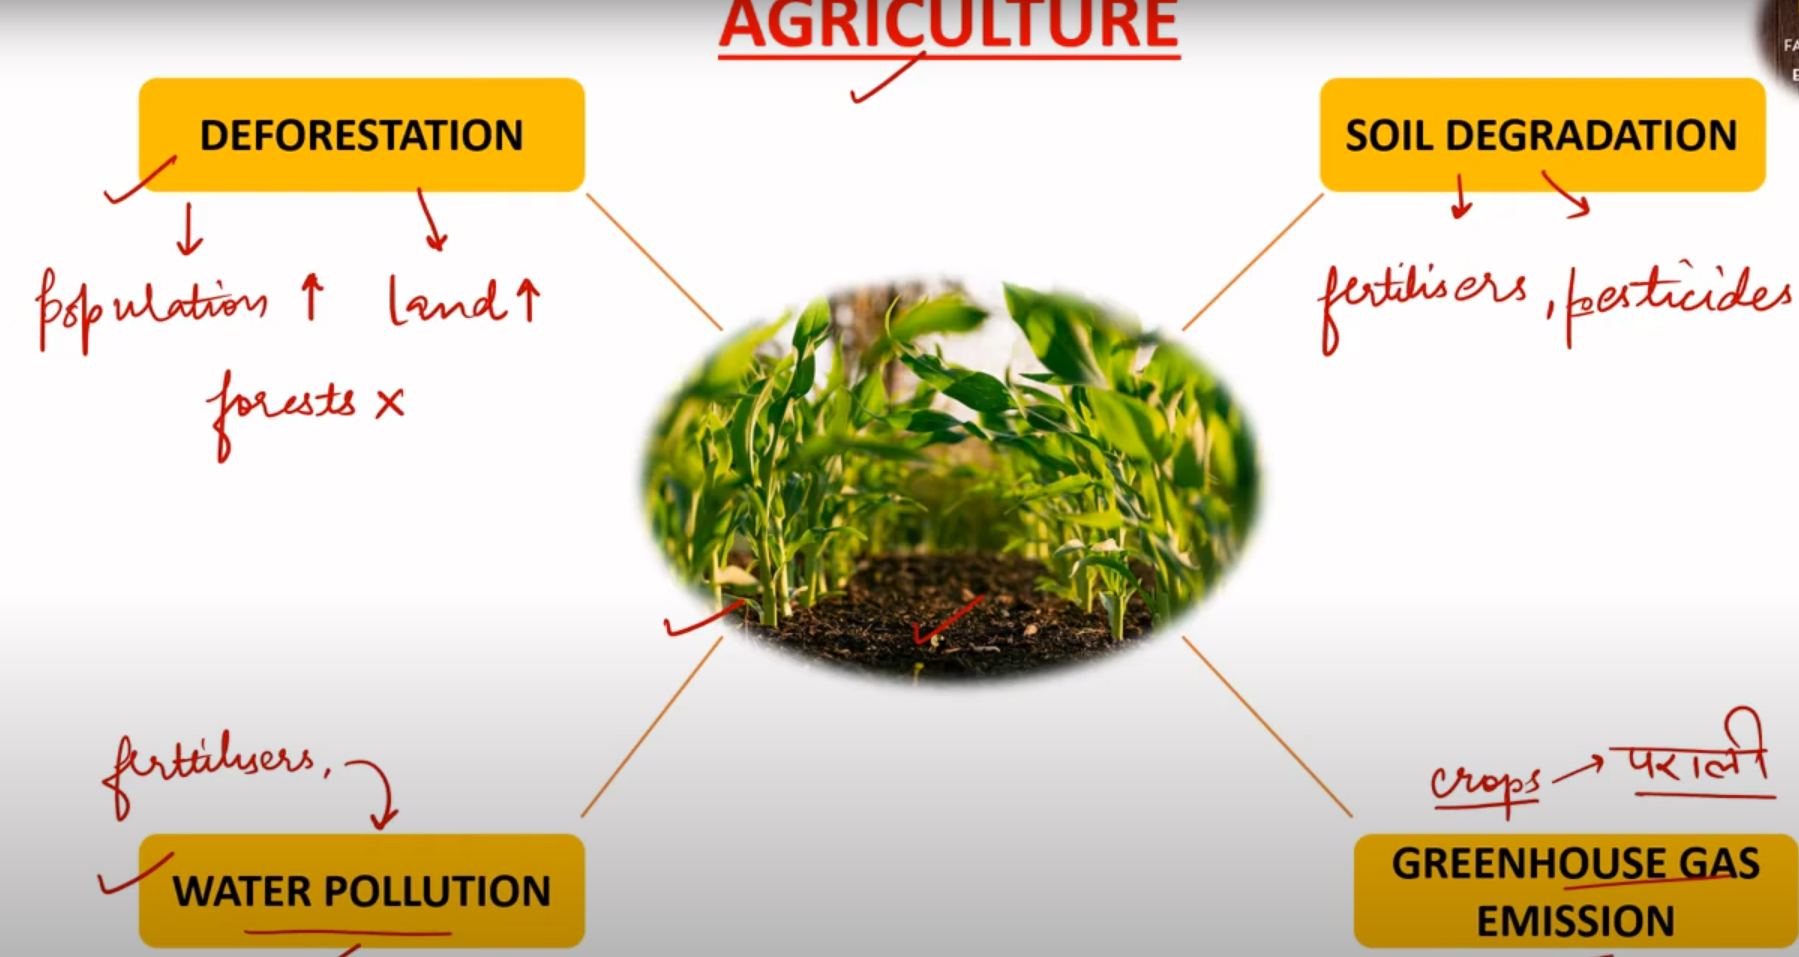 AGRICULTURE
DEFORESTATION
population ↑ land ↑
forests ×
SOIL DEGRADATION
fertilisers, pesticides
fertilisers,
WATER POLLUTION
crops → पराली
GREENHOUSE GAS
EMISSION